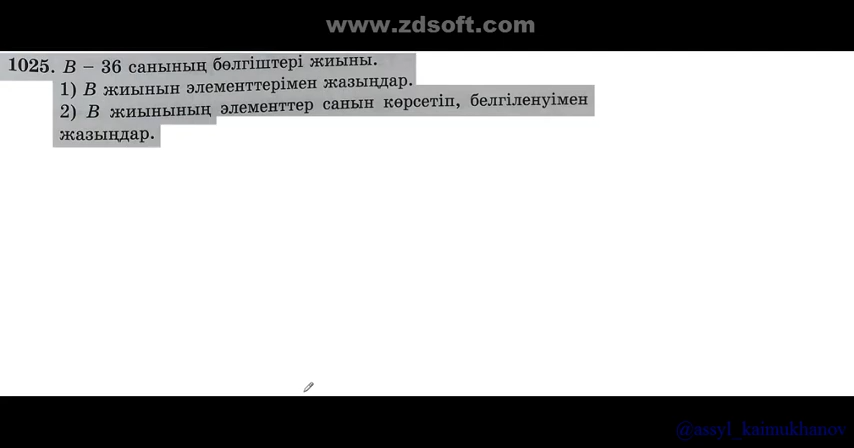 www.zdsoft.com
1025. B – 36 санының бөлгіштері жиыны.
1) B жиынын элементтерімен жазыңдар.
2) B жиынының элементтер санын көрсетіп, белгіленуімен
жазыңдар.
@assyl_kaimukhanov